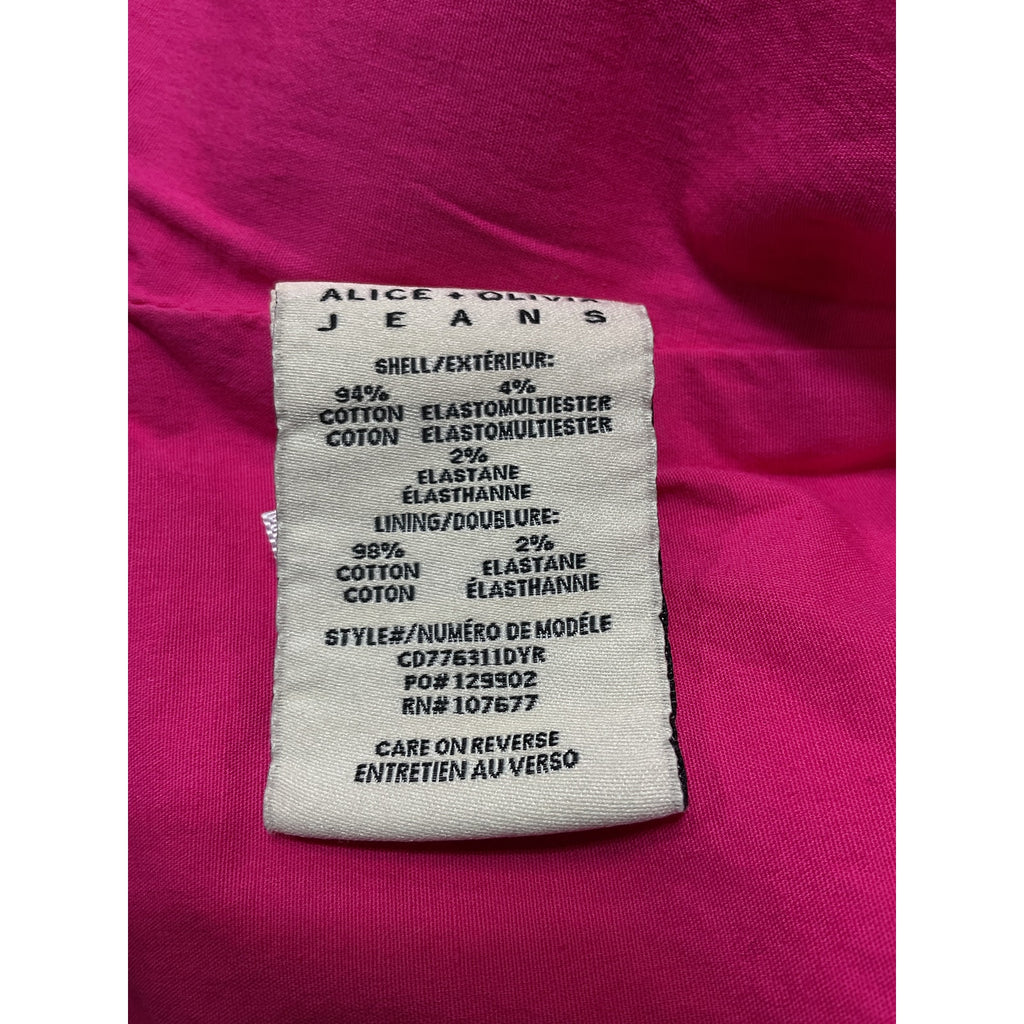 ALICE + OLIVIA
J E A N S
SHELL/EXTÉRIEUR:
94% 4%
COTTON ELASTOMULTIESTER
COTON ELASTOMULTIESTER
2%
ELASTANE
ÉLASTHANNE
LINING/DOUBLURE:
98% 2%
COTTON ELASTANE
COTON ÉLASTHANNE
STYLE#/NUMÉRO DE MODÉLE
CD776311DYR
PO# 129902
RN# 107677
CARE ON REVERSE
ENTRETIEN AU VERSO